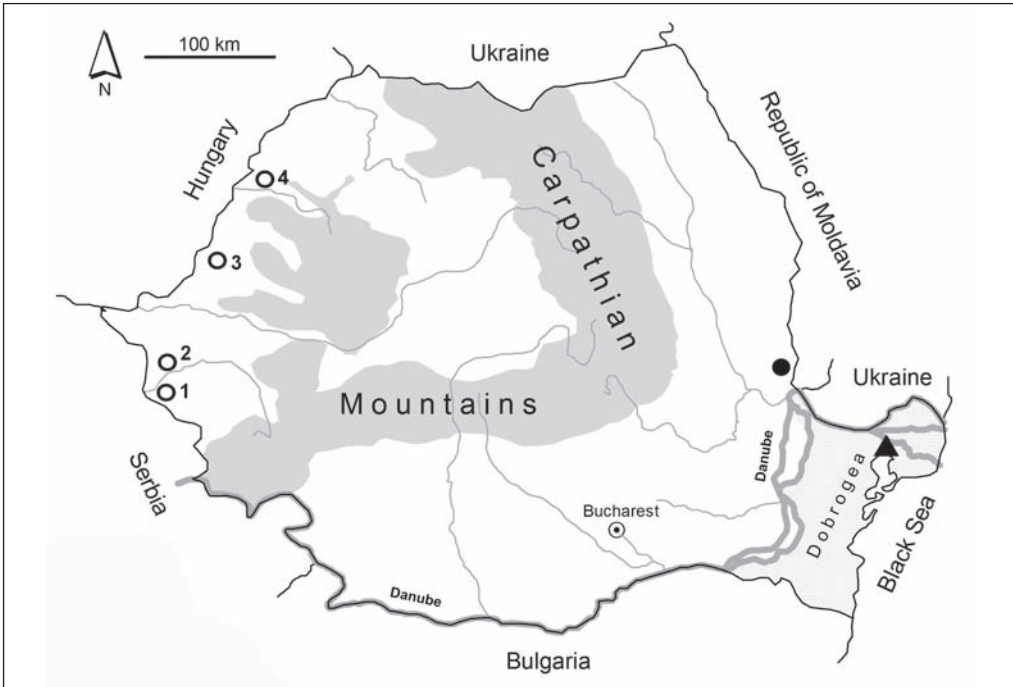 100 km
N
Ukraine
Hungary
Republic of Moldavia
4
Carpathian
3
2
1
Mountains
Ukraine
Danube
Dobrogea
Serbia
Bucharest
Black Sea
Danube
Bulgaria